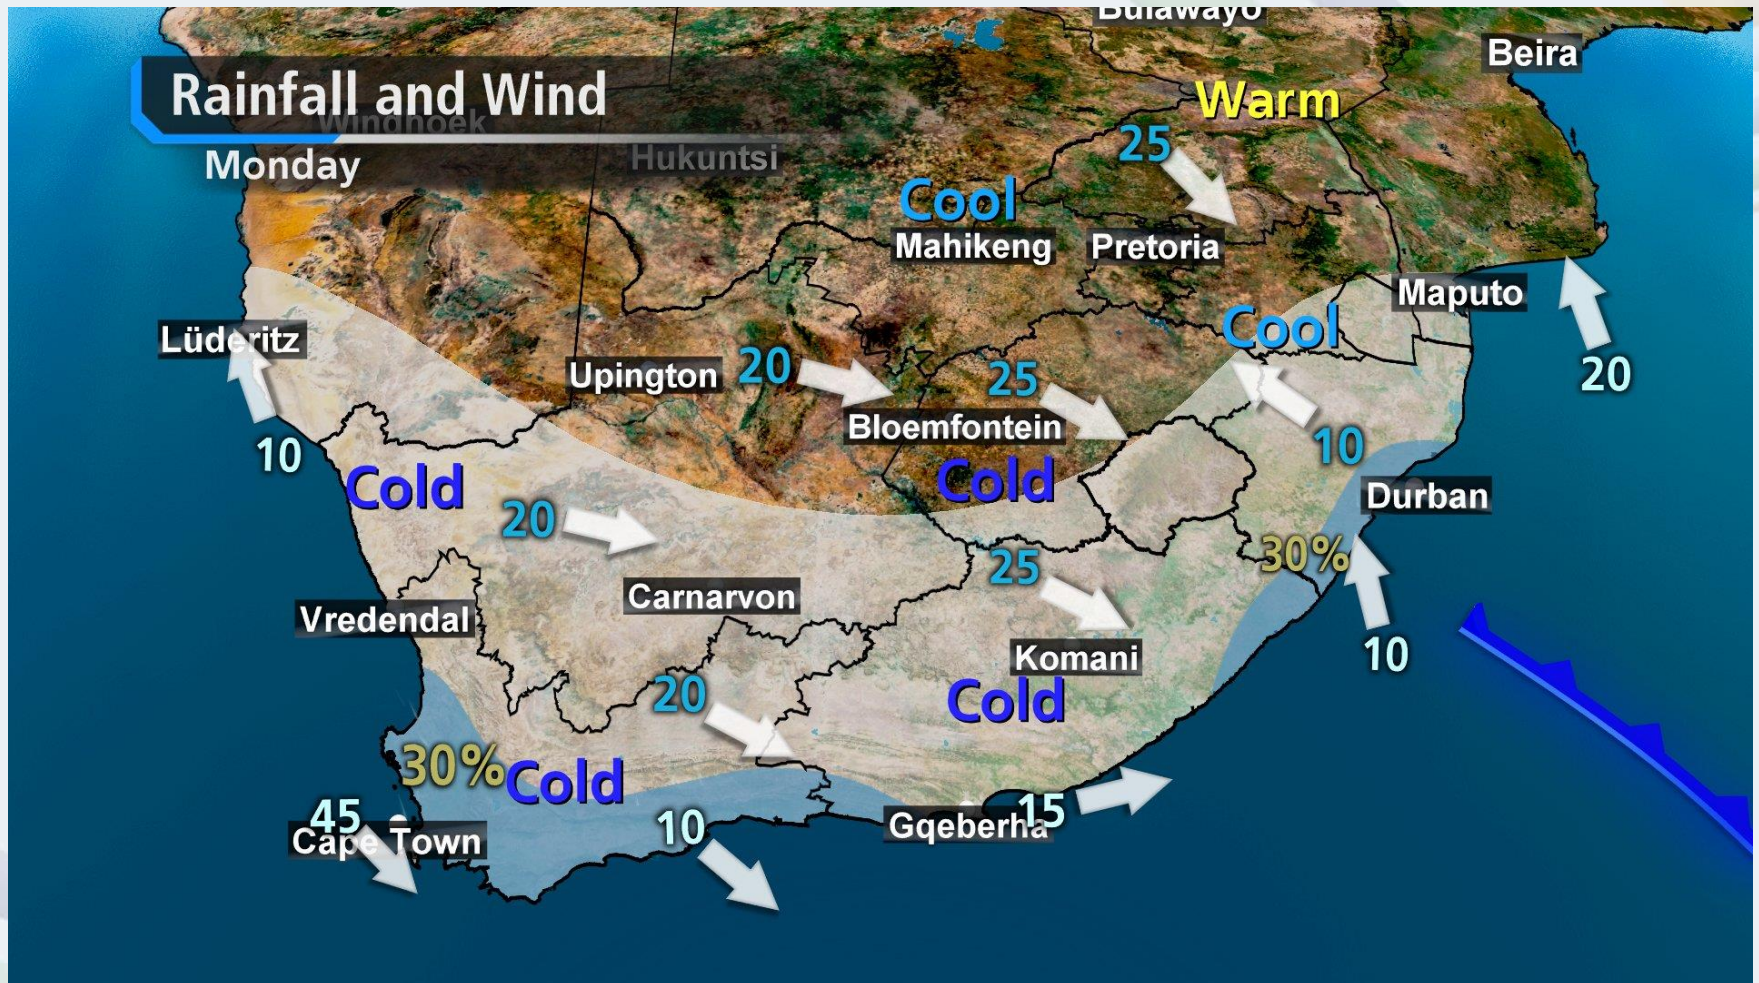 Bulawayo
Beira
Rainfall and Wind
Warm
Windhoek
25
Monday
Hukuntsi
Cool
Mahikeng
Pretoria
Maputo
Cool
Lüderitz
20
Upington
20
25
Bloemfontein
10
10
Cold
Cold
Durban
20
30%
25
Carnarvon
Vredendal
Komani
10
20
Cold
30%
Cold
45
15
10
Gqeberha
Cape Town